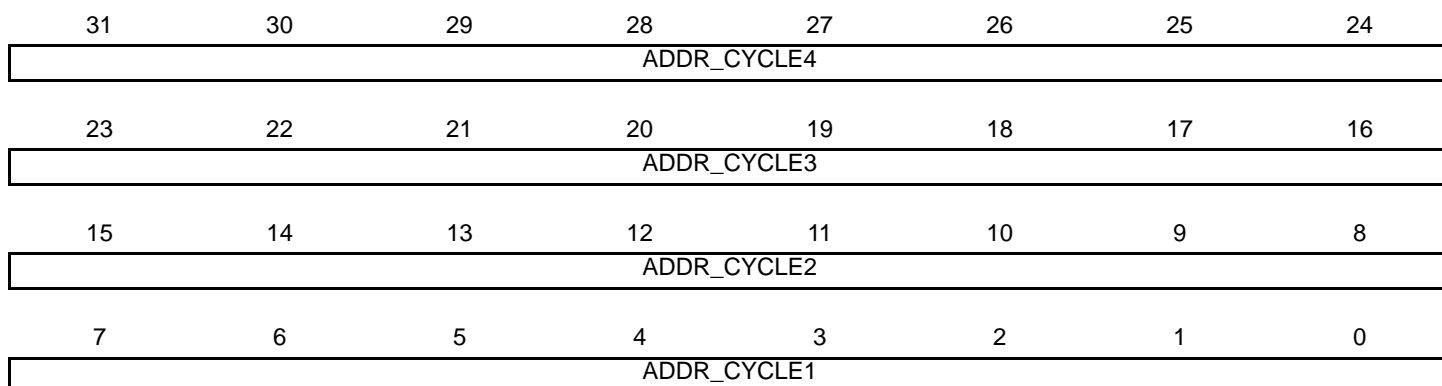 31 30 29 28 27 26 25 24
ADDR_CYCLE4
23 22 21 20 19 18 17 16
ADDR_CYCLE3
15 14 13 12 11 10 9 8
ADDR_CYCLE2
7 6 5 4 3 2 1 0
ADDR_CYCLE1